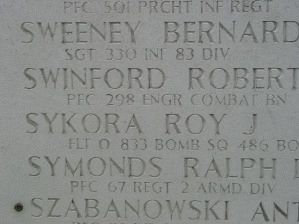 PFC 501 PRCHT INF REGT
SWEENEY BERNARD
SGT 330 INF 83 DIV
SWINFORD ROBERT
PFC 298 ENGR COMBAT BN
SYKORA ROY J
FLT O 833 BOMB SQ 486 BO
SYMONDS RALPH
PFC 67 REGT 2 ARMD DIV
SZABANOWSKI ANT